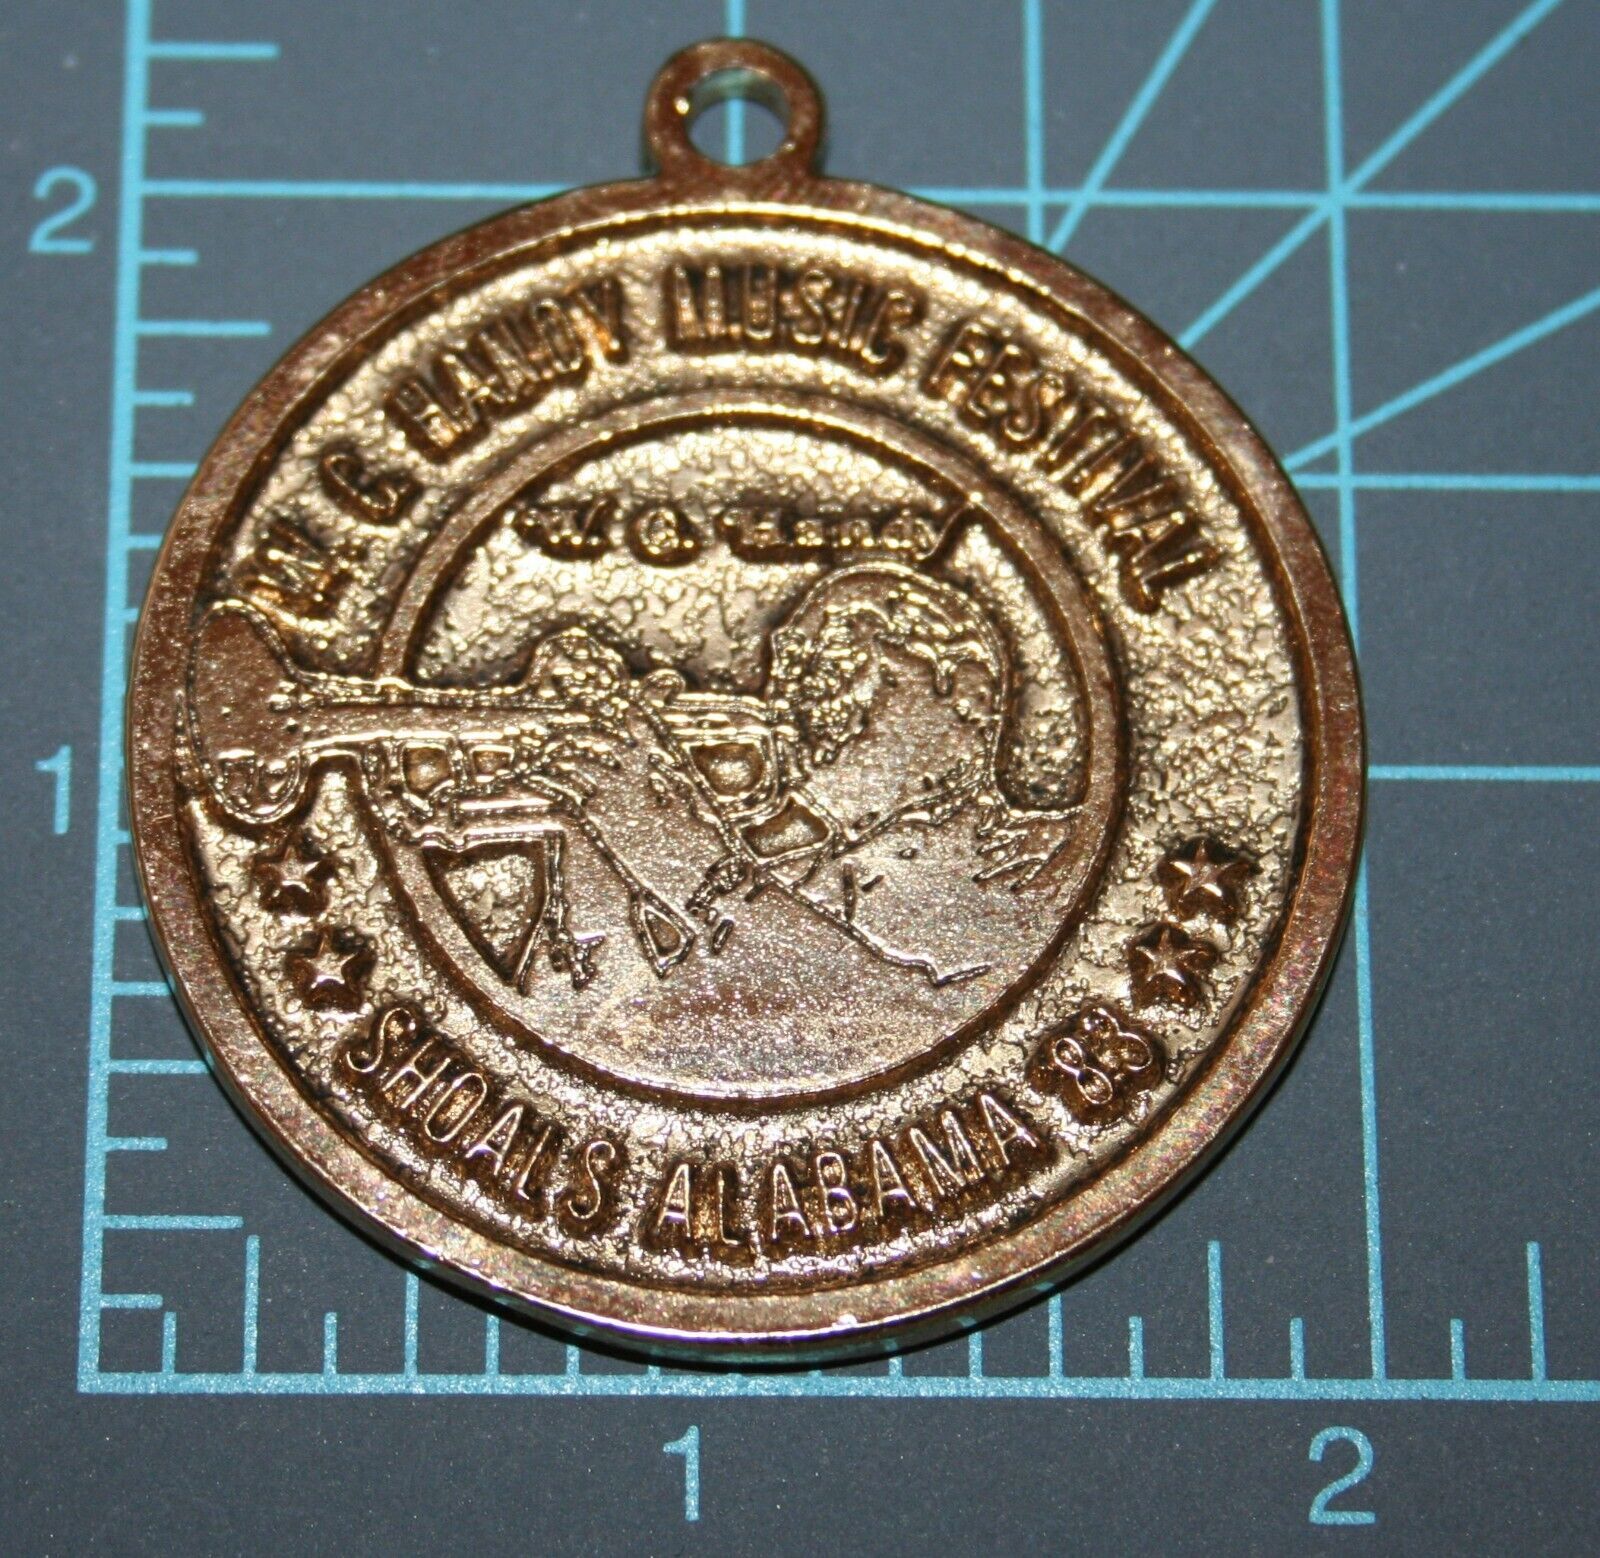 W. C. HANDY MUSIC FESTIVAL
W. C. Handy
SHOALS ALABAMA 83
2
1
1
2